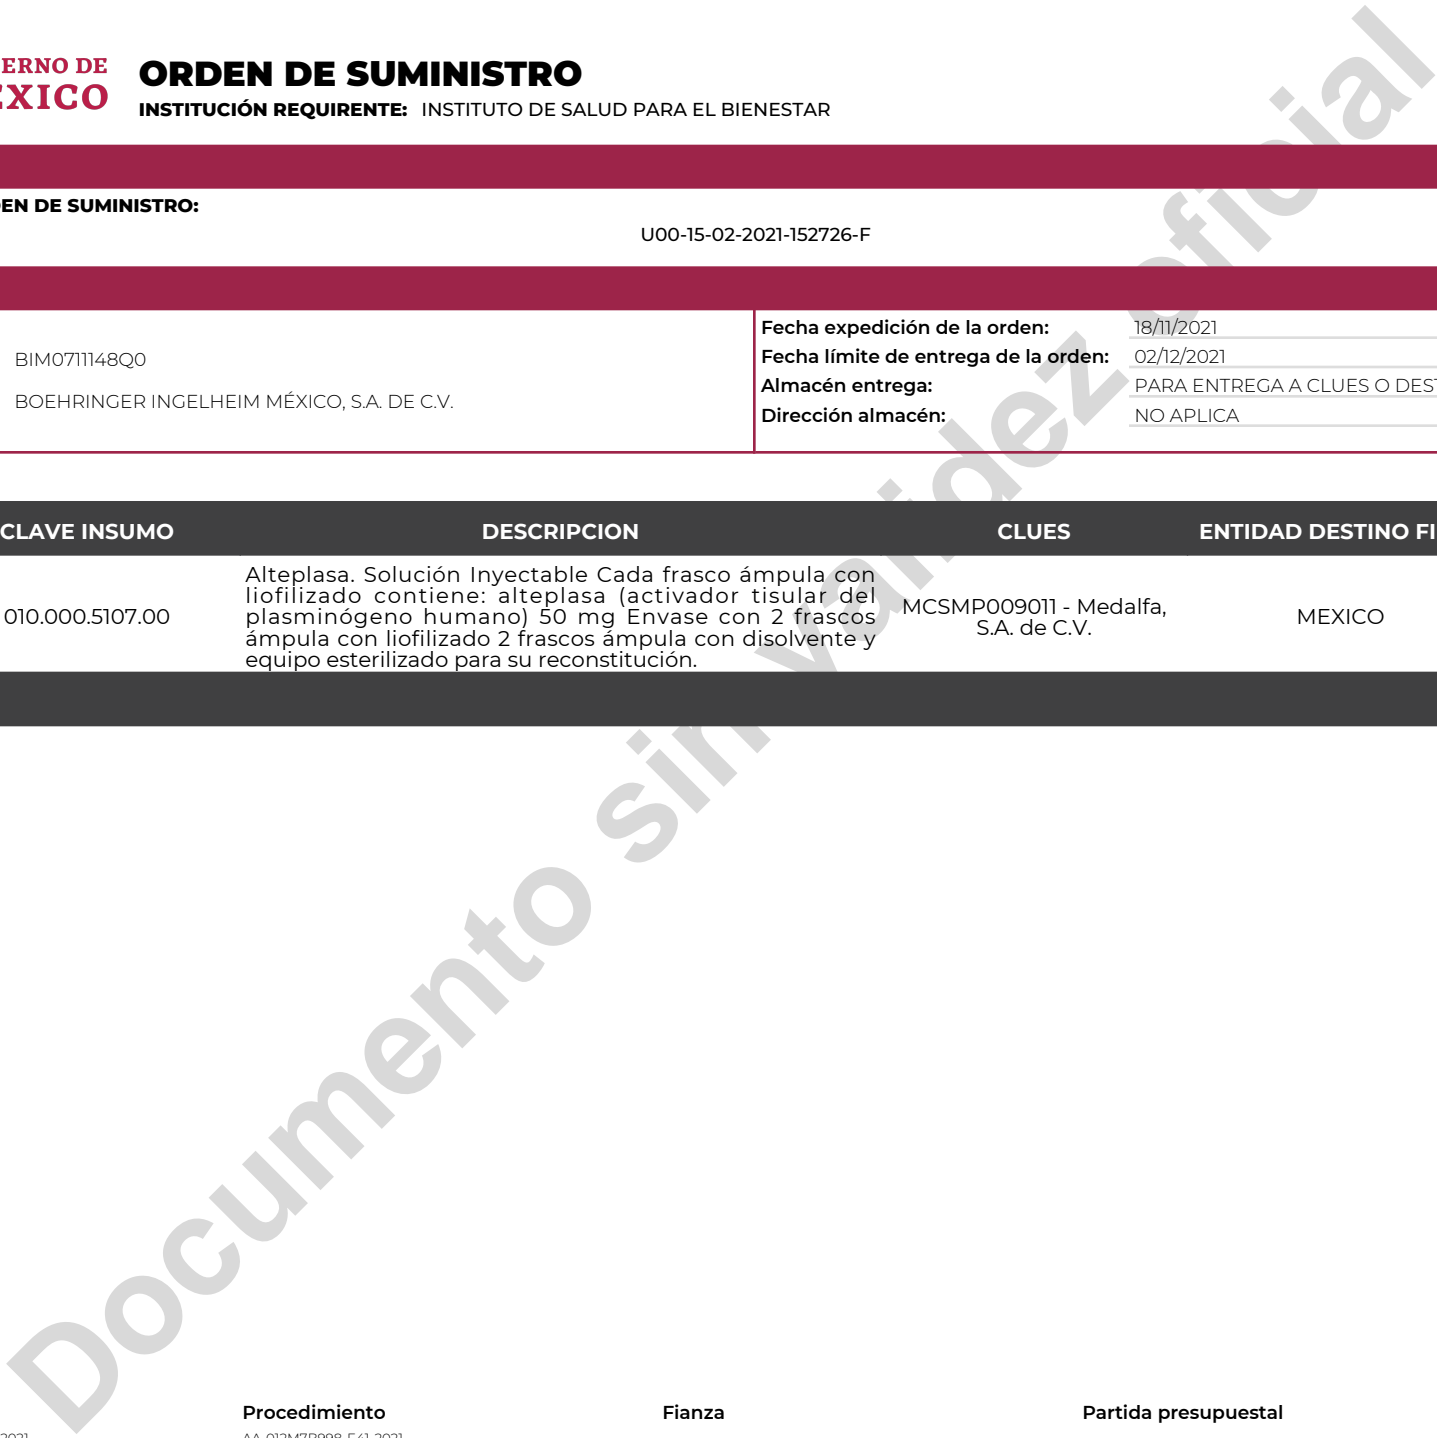 ERNO DE
ORDEN DE SUMINISTRO
EXICO
INSTITUCIÓN REQUIRENTE: INSTITUTO DE SALUD PARA EL BIENESTAR
EN DE SUMINISTRO:
U00-15-02-2021-152726-F
BIM0711148Q0
BOEHRINGER INGELHEIM MÉXICO, S.A. DE C.V.
Fecha expedición de la orden: 18/11/2021
Fecha límite de entrega de la orden: 02/12/2021
Almacén entrega: PARA ENTREGA A CLUES O DEST
Dirección almacén: NO APLICA
CLAVE INSUMO DESCRIPCION CLUES ENTIDAD DESTINO FI
010.000.5107.00
Alteplasa. Solución Inyectable Cada frasco ámpula con
liofilizado contiene: alteplasa (activador tisular del
plasminógeno humano) 50 mg Envase con 2 frascos
ámpula con liofilizado 2 frascos ámpula con disolvente y
equipo esterilizado para su reconstitución.
MCSMP009011 - Medalfa,
S.A. de C.V.
MEXICO
Documento sin validez oficial
Procedimiento Fianza Partida presupuestal